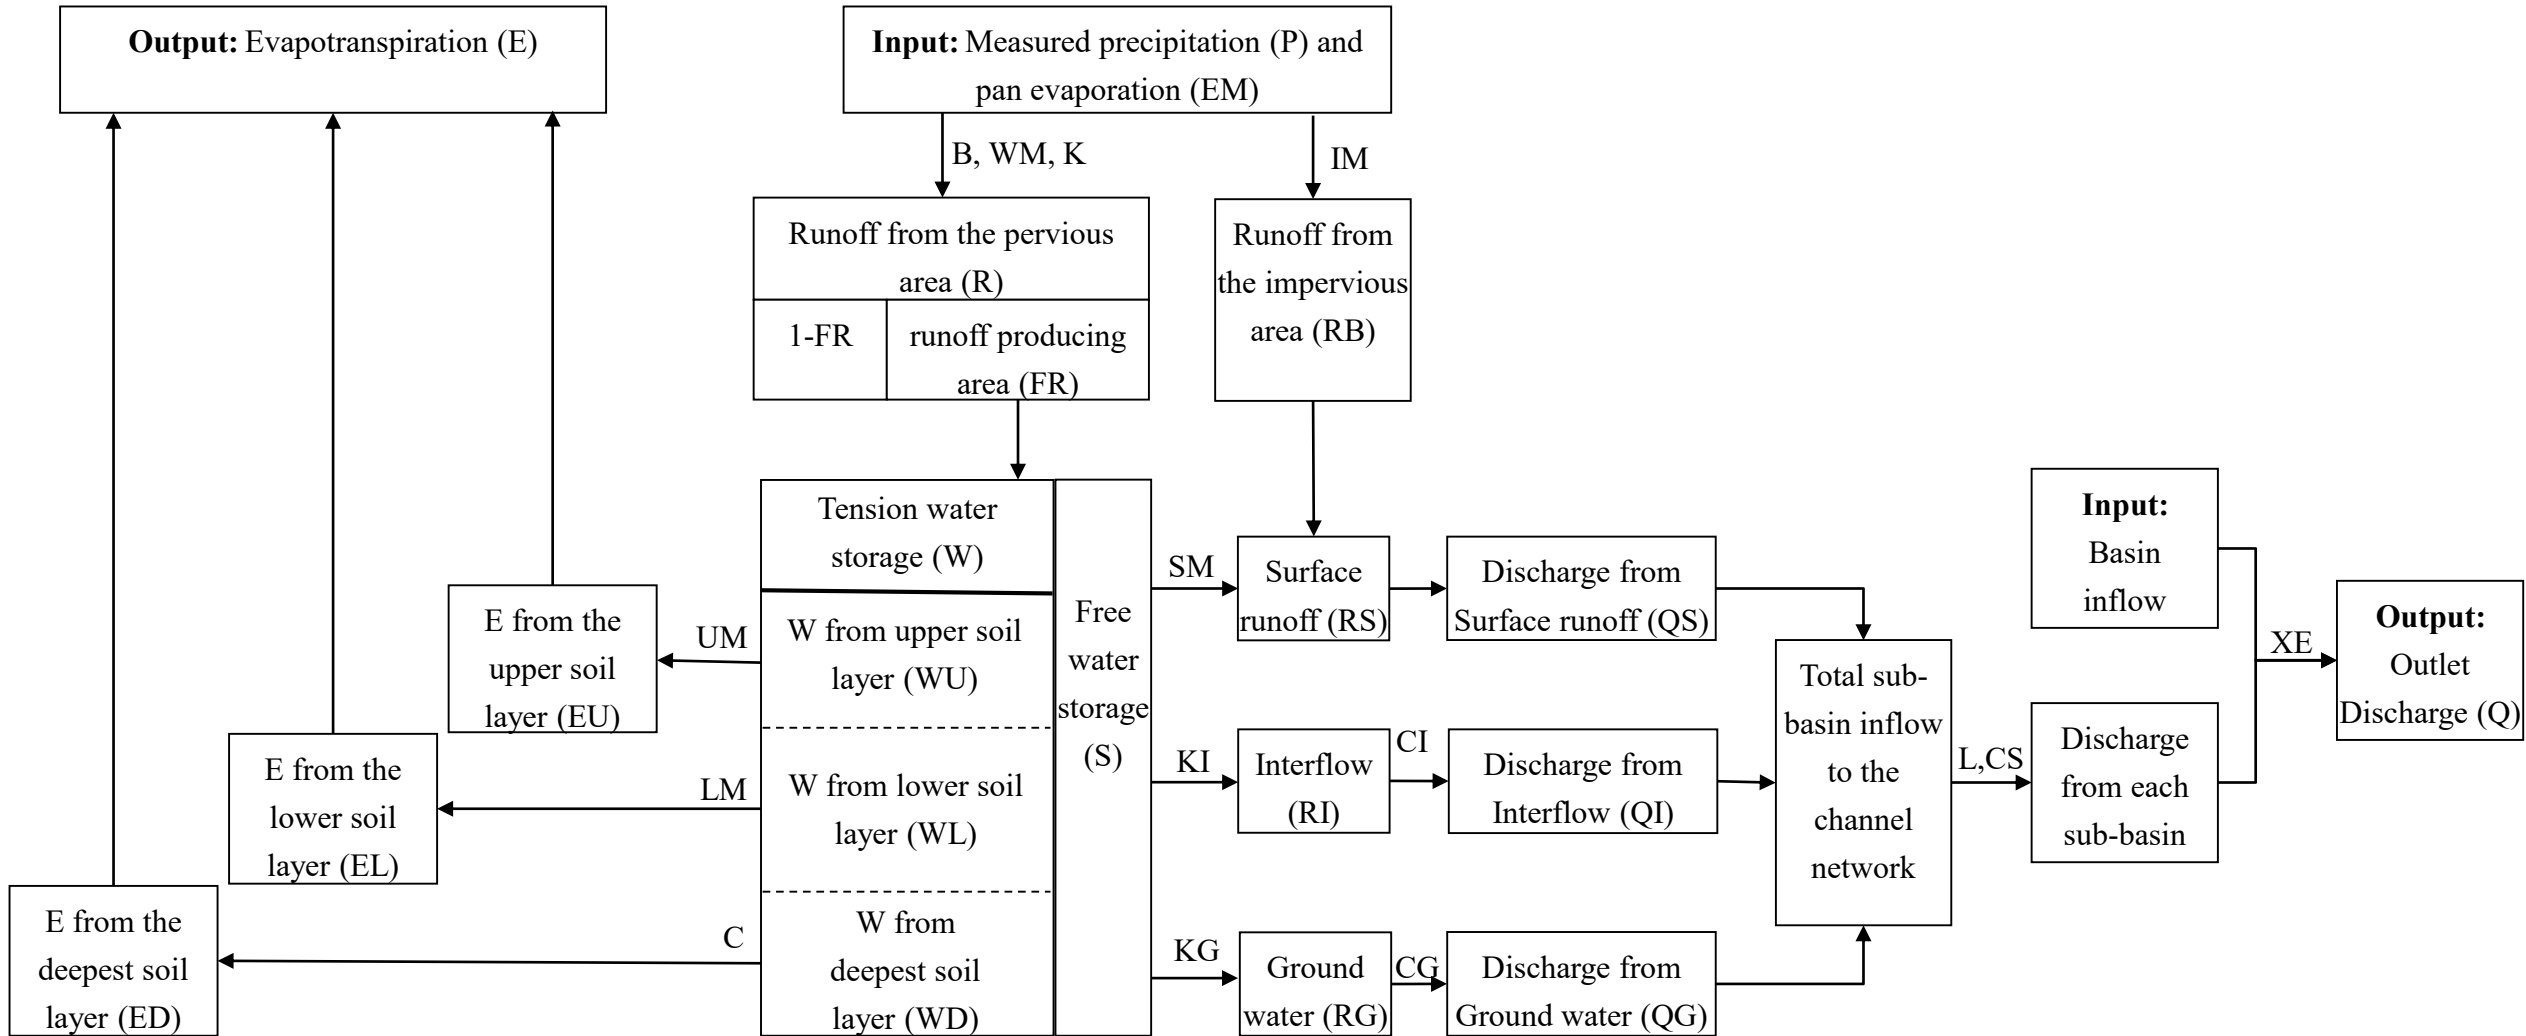 Output: Evapotranspiration (E)
Input: Measured precipitation (P) and
pan evaporation (EM)
B, WM, K
IM
Runoff from the pervious
area (R)
1-FR
runoff producing
area (FR)
Runoff from
the impervious
area (RB)
Tension water
storage (W)
W from upper soil
layer (WU)
W from lower soil
layer (WL)
W from
deepest soil
layer (WD)
Free
water
storage
(S)
UM
LM
C
E from the
upper soil
layer (EU)
E from the
lower soil
layer (EL)
E from the
deepest soil
layer (ED)
SM
KI
KG
Surface
runoff (RS)
Interflow
(RI)
Ground
water (RG)
CI
CG
Discharge from
Surface runoff (QS)
Discharge from
Interflow (QI)
Discharge from
Ground water (QG)
Total sub-
basin inflow
to the
channel
network
L,CS
Input:
Basin
inflow
Discharge
from each
sub-basin
XE
Output:
Outlet
Discharge (Q)